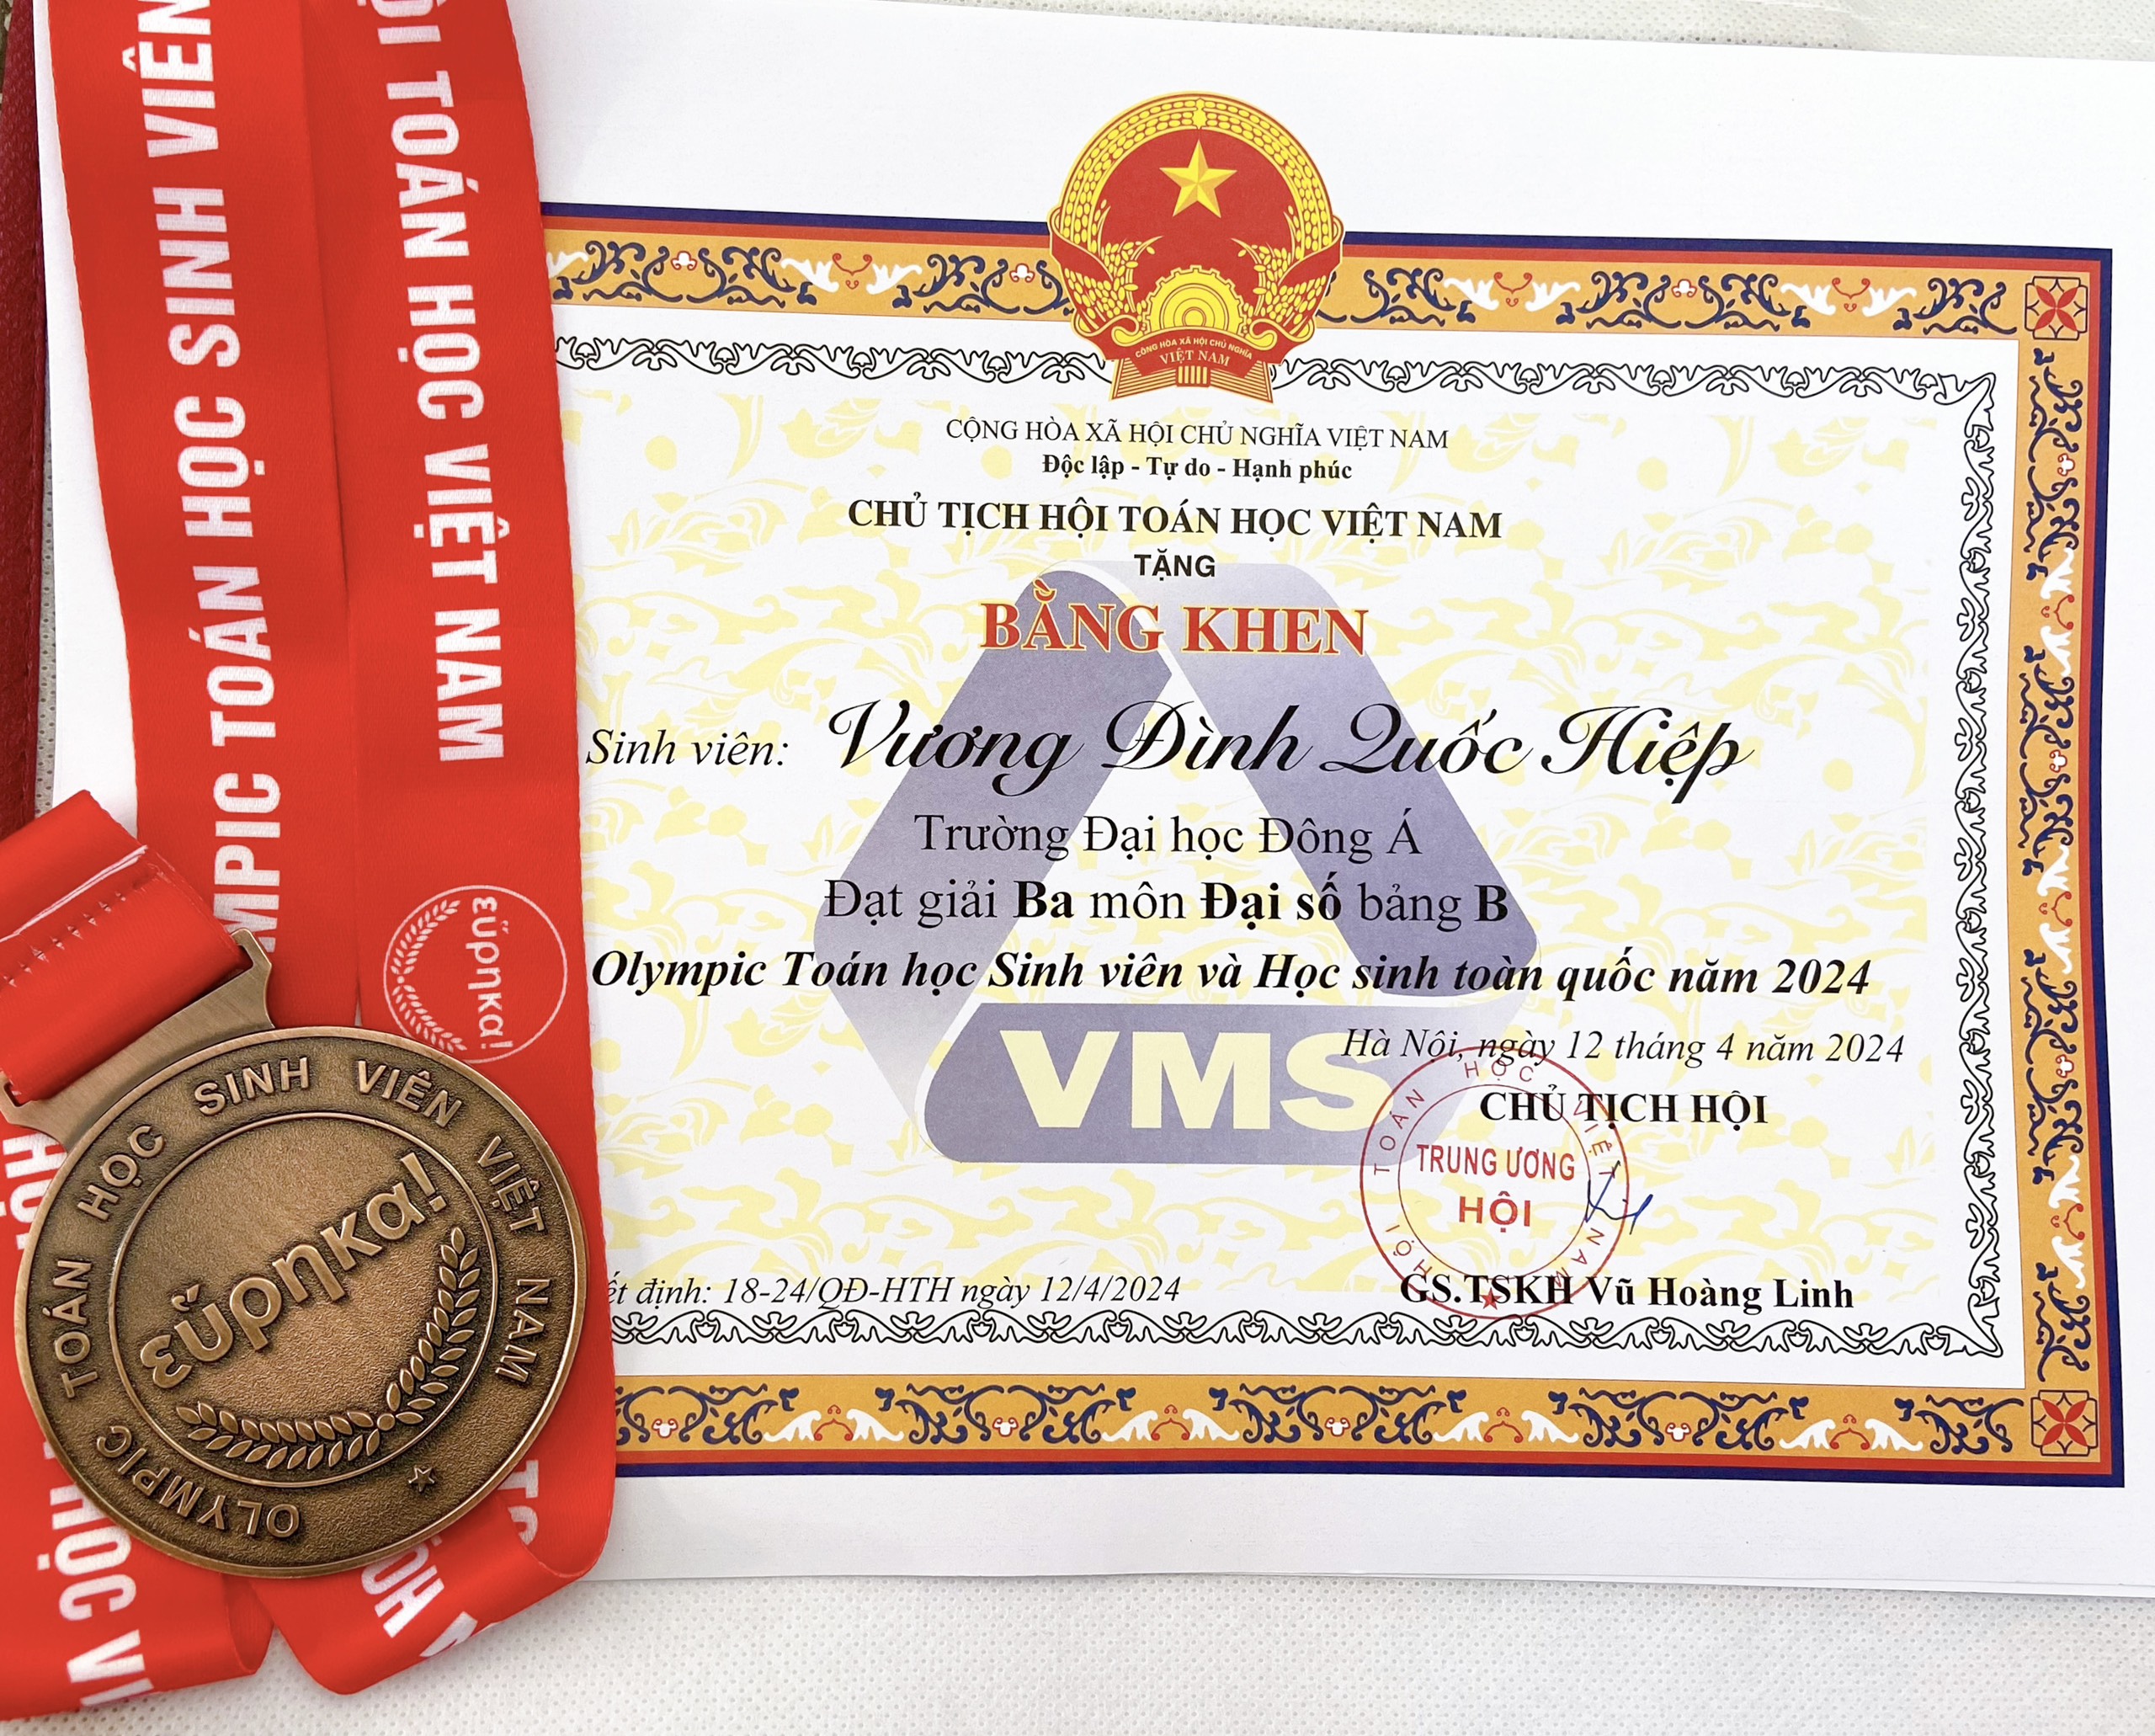 IC TOÁN HỌC SINH VIÊN
TOÁN HỌC VIỆT NAM
εὕρηκα!
OLYMPIC TOÁN HỌC SINH VIÊN VIỆT NAM
εὕρηκα!
HỌC
CỘNG HÒA XÃ HỘI CHỦ NGHĨA
VIỆT NAM
CỘNG HÒA XÃ HỘI CHỦ NGHĨA VIỆT NAM
Độc lập - Tự do - Hạnh phúc
CHỦ TỊCH HỘI TOÁN HỌC VIỆT NAM
TẶNG
BẰNG KHEN
Sinh viên: Vương Đình Quốc Hiệp
Trường Đại học Đông Á
Đạt giải Ba môn Đại số bảng B
Olympic Toán học Sinh viên và Học sinh toàn quốc năm 2024
VMS
Hà Nội, ngày 12 tháng 4 năm 2024
CHỦ TỊCH HỘI
HỘI TOÁN HỌC VIỆT NAM
TRUNG ƯƠNG
HỘI
định: 18-24/QĐ-HTH ngày 12/4/2024
GS.TSKH Vũ Hoàng Linh